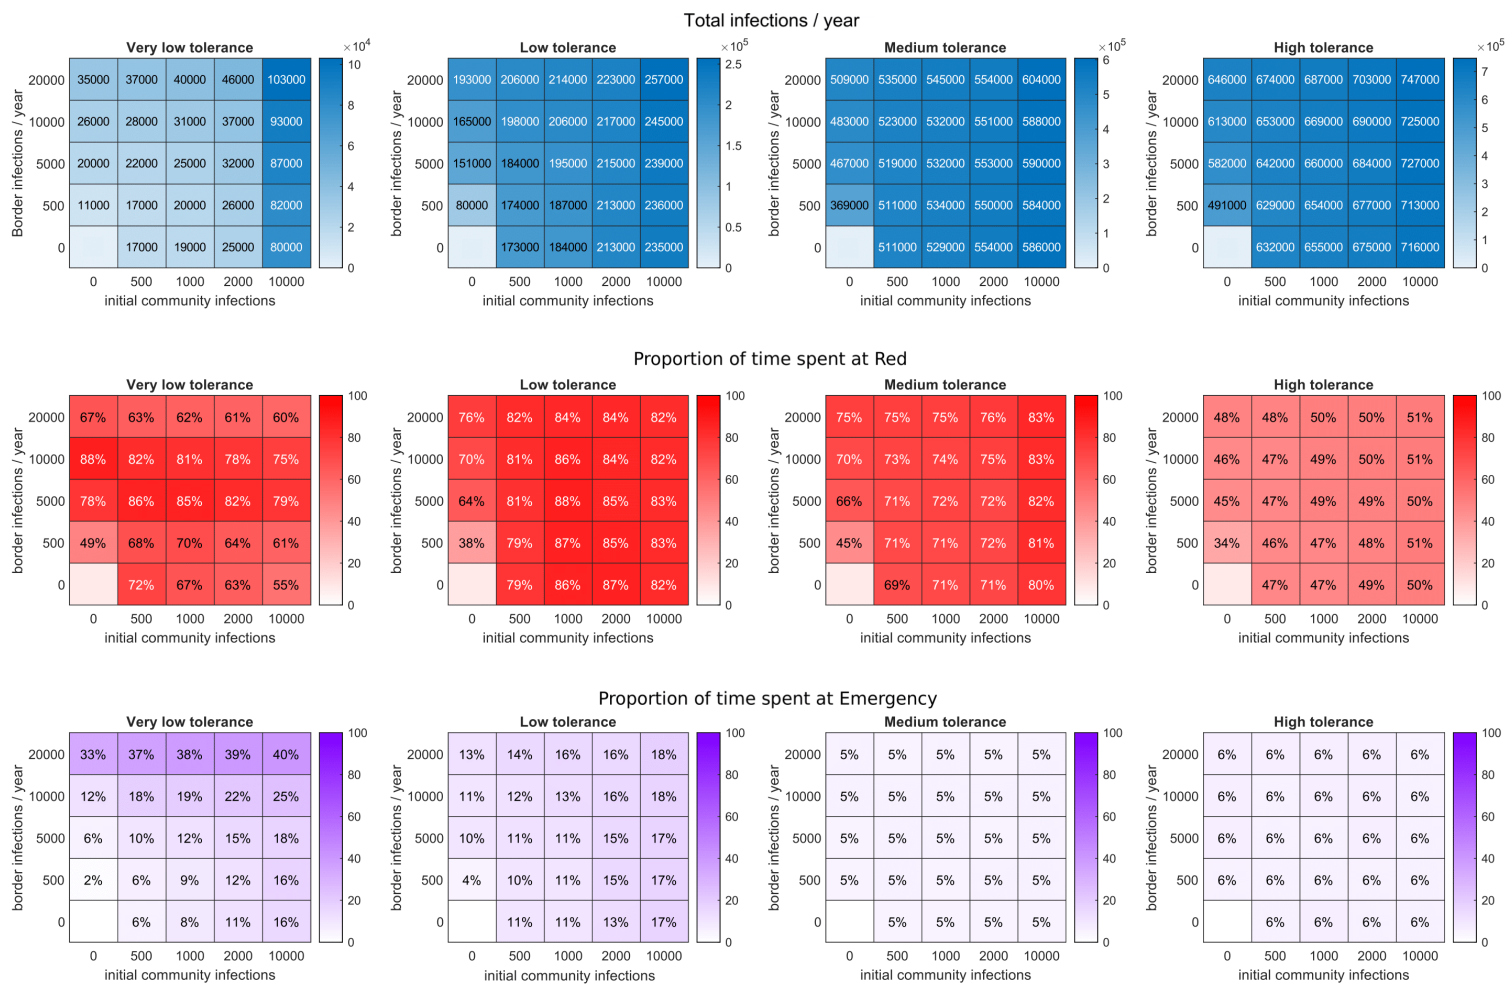 Total infections / year
Very low tolerance
×10^4
Low tolerance
×10^5
Medium tolerance
×10^5
High tolerance
×10^5
Border infections / year
20000 35000 37000 40000 46000 103000
10000 26000 28000 31000 37000 93000
5000 20000 22000 25000 32000 87000
500 11000 17000 20000 26000 82000
0 17000 19000 25000 80000
0 500 1000 2000 10000
initial community infections
10
8
6
4
2
0
border infections / year
20000 193000 206000 214000 223000 257000
10000 165000 198000 206000 217000 245000
5000 151000 184000 195000 215000 239000
500 80000 174000 187000 213000 236000
0 173000 184000 213000 235000
0 500 1000 2000 10000
initial community infections
2.5
2
1.5
1
0.5
0
border infections / year
20000 509000 535000 545000 554000 604000
10000 483000 523000 532000 551000 588000
5000 467000 519000 532000 553000 590000
500 369000 511000 534000 550000 584000
0 511000 529000 554000 586000
0 500 1000 2000 10000
initial community infections
6
5
4
3
2
1
0
border infections / year
20000 646000 674000 687000 703000 747000
10000 613000 653000 669000 690000 725000
5000 582000 642000 660000 684000 727000
500 491000 629000 654000 677000 713000
0 632000 655000 675000 716000
0 500 1000 2000 10000
initial community infections
7
6
5
4
3
2
1
0
Proportion of time spent at Red
Very low tolerance
border infections / year
20000 67% 63% 62% 61% 60%
10000 88% 82% 81% 78% 75%
5000 78% 86% 85% 82% 79%
500 49% 68% 70% 64% 61%
0 72% 67% 63% 55%
0 500 1000 2000 10000
initial community infections
100
80
60
40
20
0
Low tolerance
border infections / year
20000 76% 82% 84% 84% 82%
10000 70% 81% 86% 84% 82%
5000 64% 81% 88% 85% 83%
500 38% 79% 87% 85% 83%
0 79% 86% 87% 82%
0 500 1000 2000 10000
initial community infections
100
80
60
40
20
0
Medium tolerance
border infections / year
20000 75% 75% 75% 76% 83%
10000 70% 73% 74% 75% 83%
5000 66% 71% 72% 72% 82%
500 45% 71% 71% 72% 81%
0 69% 71% 71% 80%
0 500 1000 2000 10000
initial community infections
100
80
60
40
20
0
High tolerance
border infections / year
20000 48% 48% 50% 50% 51%
10000 46% 47% 49% 50% 51%
5000 45% 47% 49% 49% 50%
500 34% 46% 47% 48% 51%
0 47% 47% 49% 50%
0 500 1000 2000 10000
initial community infections
100
80
60
40
20
0
Proportion of time spent at Emergency
Very low tolerance
border infections / year
20000 33% 37% 38% 39% 40%
10000 12% 18% 19% 22% 25%
5000 6% 10% 12% 15% 18%
500 2% 6% 9% 12% 16%
0 6% 8% 11% 16%
0 500 1000 2000 10000
initial community infections
100
80
60
40
20
0
Low tolerance
border infections / year
20000 13% 14% 16% 16% 18%
10000 11% 12% 13% 16% 18%
5000 10% 11% 11% 15% 17%
500 4% 10% 11% 15% 17%
0 11% 11% 13% 17%
0 500 1000 2000 10000
initial community infections
100
80
60
40
20
0
Medium tolerance
border infections / year
20000 5% 5% 5% 5% 5%
10000 5% 5% 5% 5% 5%
5000 5% 5% 5% 5% 5%
500 5% 5% 5% 5% 5%
0 5% 5% 5% 5%
0 500 1000 2000 10000
initial community infections
100
80
60
40
20
0
High tolerance
border infections / year
20000 6% 6% 6% 6% 6%
10000 6% 6% 6% 6% 6%
5000 6% 6% 6% 6% 6%
500 6% 6% 6% 6% 6%
0 6% 6% 6% 6%
0 500 1000 2000 10000
initial community infections
100
80
60
40
20
0